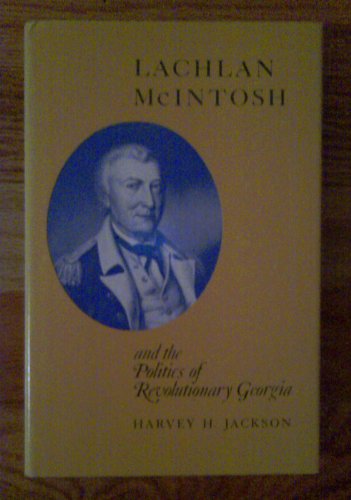 LACHLAN
McINTOSH
and the
Politics of
Revolutionary Georgia
HARVEY H. JACKSON